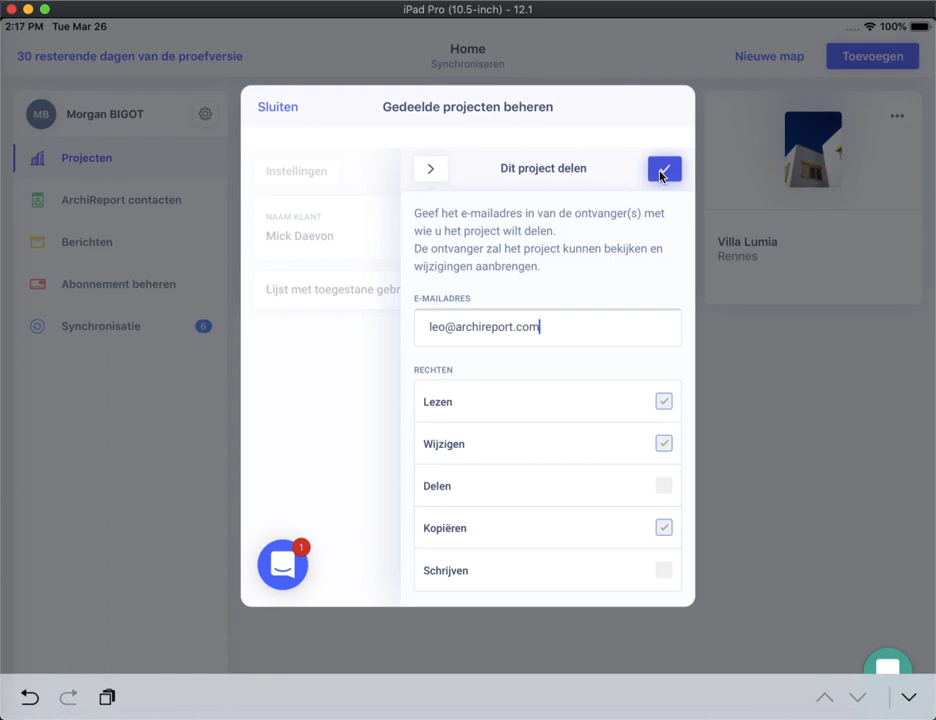 iPad Pro (10.5-inch) - 12.1
2:17 PM Tue Mar 26
100%
30 resterende dagen van de proefversie
Home
Synchroniseren
Nieuwe map
Toevoegen
MB
Morgan BIGOT
Projecten
ArchiReport contacten
Berichten
Abonnement beheren
Synchronisatie
6
Sluiten
Gedeelde projecten beheren
Instellingen
NAAM KLANT
Mick Daevon
Lijst met toegestane gebr
Dit project delen
Geef het e-mailadres in van de ontvanger(s) met
wie u het project wilt delen.
De ontvanger zal het project kunnen bekijken en
wijzigingen aanbrengen.
E-MAILADRES
leo@archireport.com
RECHTEN
Lezen
Wijzigen
Delen
Kopiëren
Schrijven
1
Villa Lumia
Rennes